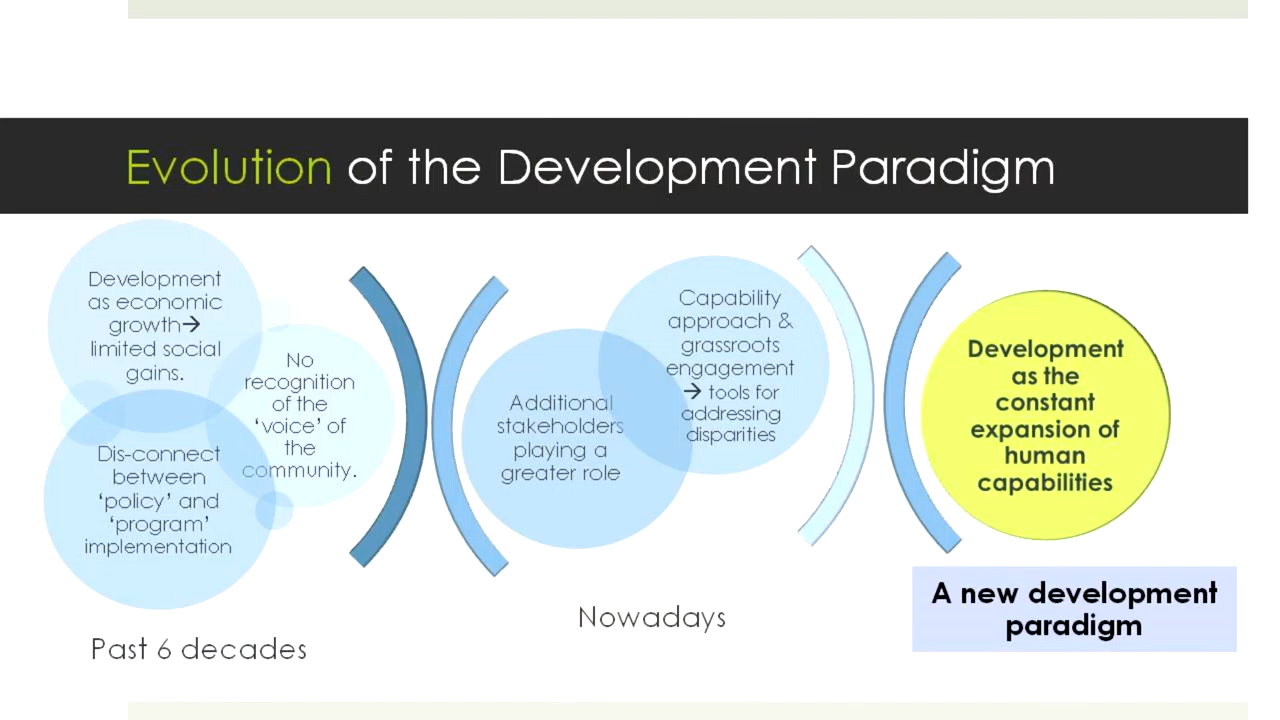 Evolution of the Development Paradigm
Development
as economic
growth→
limited social
gains.
No
recognition
of the
‘voice’ of
the
community.
Dis-connect
between
‘policy’ and
‘program’
implementation
Past 6 decades
Additional
stakeholders
playing a
greater role
Capability
approach &
grassroots
engagement
→ tools for
addressing
disparities
Nowadays
Development
as the
constant
expansion of
human
capabilities
A new development
paradigm